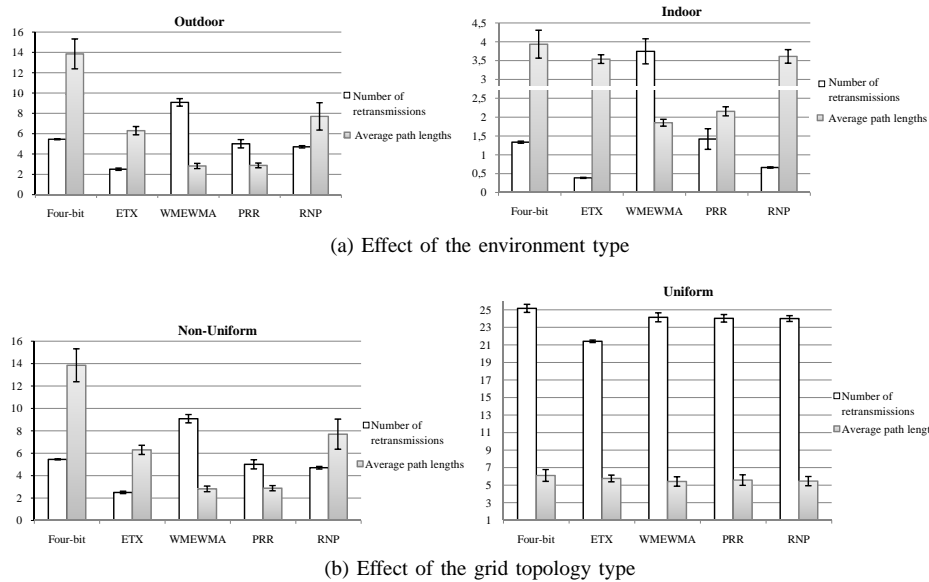 Outdoor
16
14
12
10
8
6
4
2
0
Four-bit ETX WMEWMA PRR RNP
Number of
retransmissions
Average path lengths
Indoor
4,5
4
3,5
3
2,5
2
1,5
1
0,5
0
Four-bit ETX WMEWMA PRR RNP
Number of
retransmissions
Average path lengths
(a) Effect of the environment type
Non-Uniform
16
14
12
10
8
6
4
2
0
Four-bit ETX WMEWMA PRR RNP
Number of
retransmissions
Average path lengths
Uniform
25
23
21
19
17
15
13
11
9
7
5
3
1
Four-bit ETX WMEWMA PRR RNP
Number of
retransmissions
Average path lengt
(b) Effect of the grid topology type